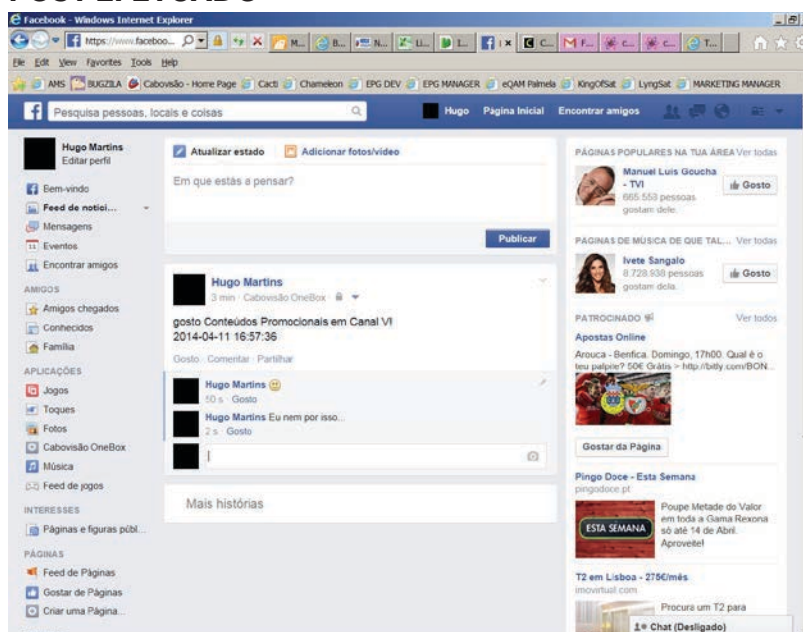 POST EFETUADO
Facebook - Windows Internet Explorer
https://www.faceboo...
M... B... N... Li... L... C... F... c... c... T...
File Edit View Favorites Tools Help
AMS BUGZILLA Cabovisão - Home Page Cacti Chameleon EPG DEV EPG MANAGER eQAM Palmela KingOfSat LyngSat MARKETING MANAGER
Pesquisa pessoas, locais e coisas
Hugo Página Inicial Encontrar amigos
Hugo Martins
Editar perfil
Bem-vindo
Feed de notíci...
Mensagens
Eventos
Encontrar amigos
AMIGOS
Amigos chegados
Conhecidos
Família
APLICAÇÕES
Jogos
Toques
Fotos
Cabovisão OneBox
Música
Feed de jogos
INTERESSES
Páginas e figuras públ...
PÁGINAS
Feed de Páginas
Gostar de Páginas
Criar uma Página...
Atualizar estado Adicionar fotos/vídeo
Em que estás a pensar?
Publicar
Hugo Martins
3 min · Cabovisão OneBox
gosto Conteúdos Promocionais em Canal VI
2014-04-11 16:57:36
Gosto · Comentar · Partilhar
Hugo Martins
50 s · Gosto
Hugo Martins Eu nem por isso...
2 s · Gosto
Mais histórias
PÁGINAS POPULARES NA TUA ÁREA Ver todas
Manuel Luis Goucha
- TVI
665.553 pessoas
gostam dele.
Gosto
PÁGINAS DE MÚSICA DE QUE TAL... Ver todas
Ivete Sangalo
8.728.938 pessoas
gostam dela.
Gosto
PATROCINADO Ver todos
Apostas Online
Arouca - Benfica. Domingo, 17h00. Qual é o
teu palpite? 50€ Grátis > http://bitly.com/BON...
Gostar da Página
Pingo Doce - Esta Semana
pingodoce.pt
ESTA SEMANA
Poupe Metade do Valor
em toda a Gama Rexona
só até 14 de Abril.
Aproveite!
T2 em Lisboa - 275€/mês
imovirtual.com
Procura um T2 para
Chat (Desligado)